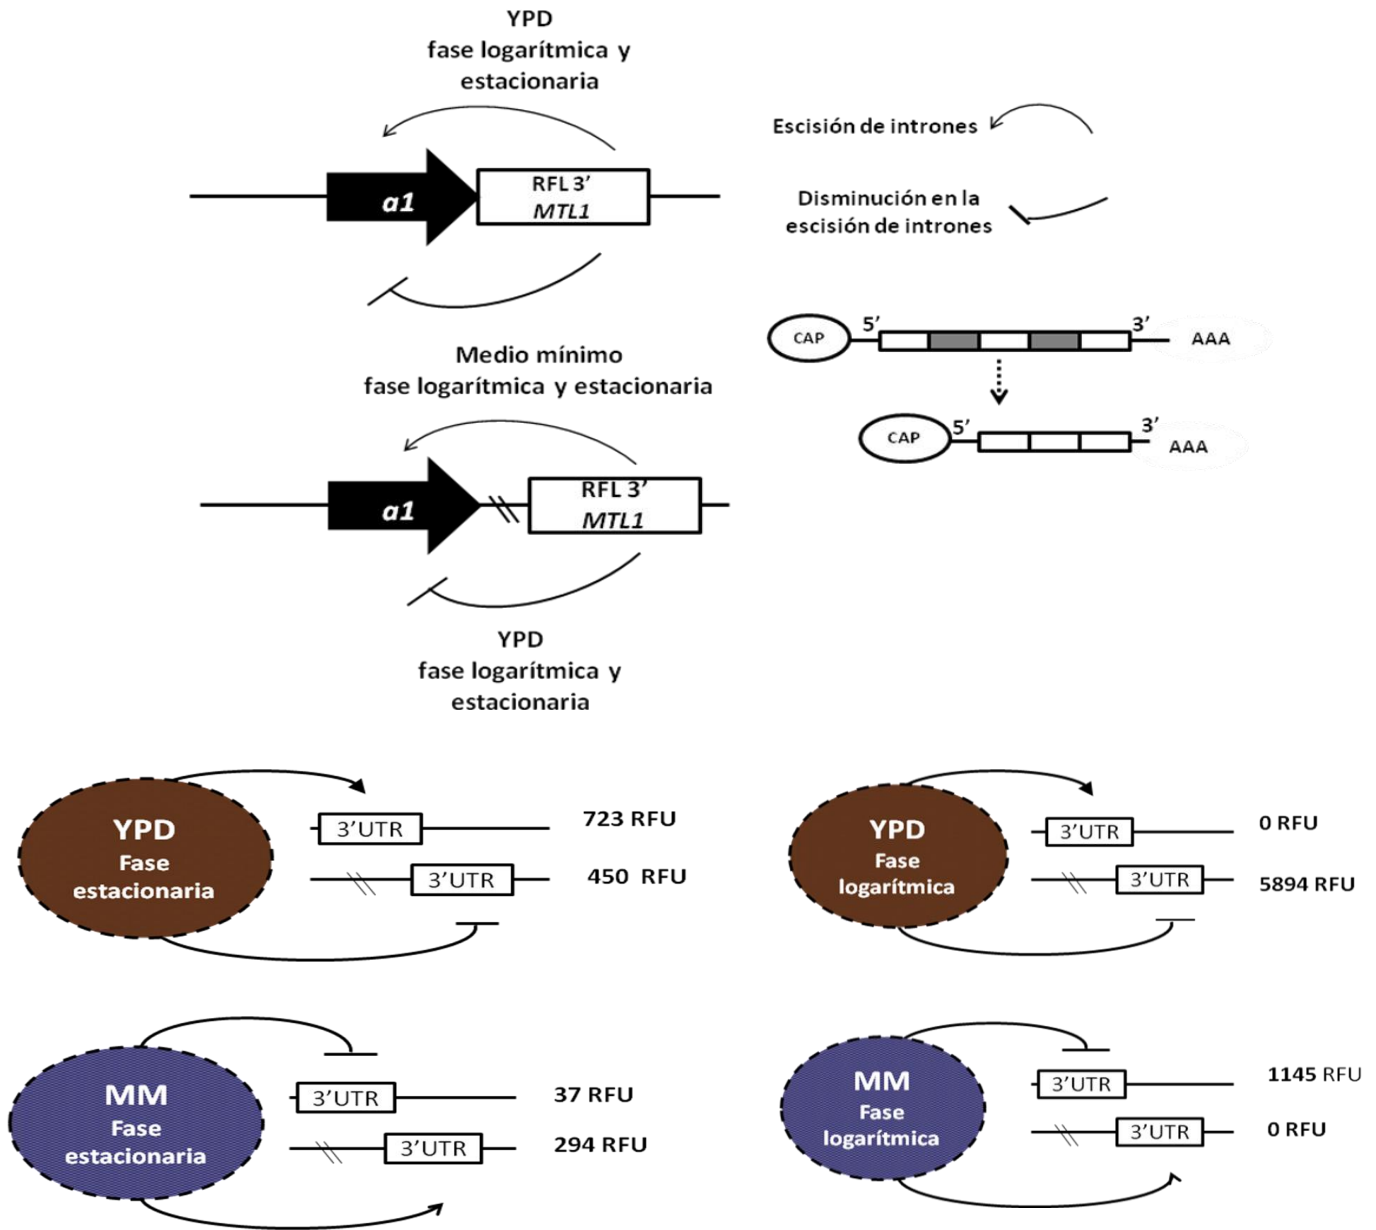 YPD
fase logarítmica y
estacionaria
α1
RFL 3’
MTL1
Medio mínimo
fase logarítmica y estacionaria
α1
RFL 3’
MTL1
YPD
fase logarítmica y
estacionaria
Escisión de intrones
Disminución en la
escisión de intrones
CAP 5’ 3’ AAA
CAP 5’ 3’ AAA
YPD
Fase
estacionaria
3’UTR 723 RFU
3’UTR 450 RFU
YPD
Fase
logarítmica
3’UTR 0 RFU
3’UTR 5894 RFU
MM
Fase
estacionaria
3’UTR 37 RFU
3’UTR 294 RFU
MM
Fase
logarítmica
3’UTR 1145 RFU
3’UTR 0 RFU